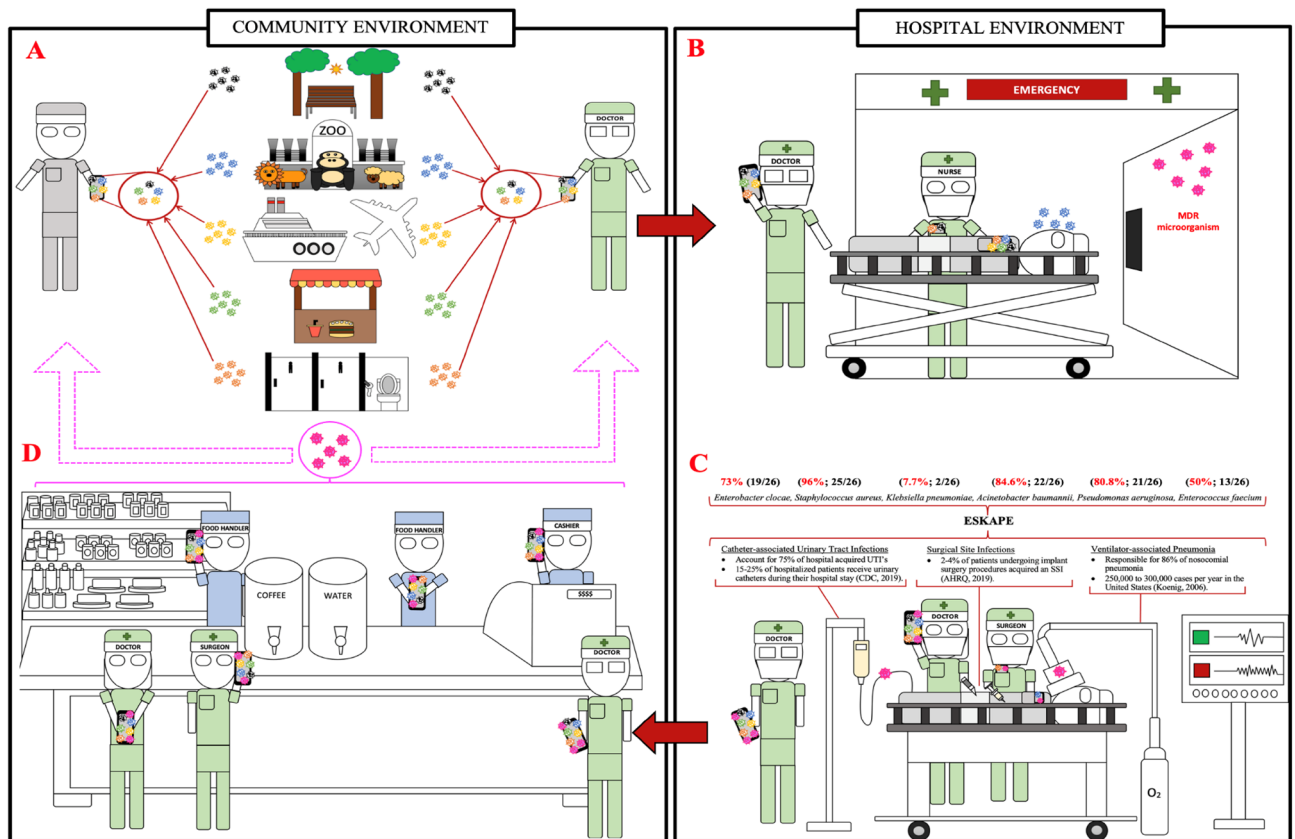 COMMUNITY ENVIRONMENT
HOSPITAL ENVIRONMENT
A
DOCTOR
ZOO
B
EMERGENCY
DOCTOR
NURSE
MDR
microorganism
D
FOOD HANDLER
FOOD HANDLER
CASHIER
COFFEE
WATER
$$$$
DOCTOR
SURGEON
DOCTOR
C
73% (19/26) (96%; 25/26) (7.7%; 2/26) (84.6%; 22/26) (80.8%; 21/26) (50%; 13/26)
Enterobacter clocae, Staphylococcus aureus, Klebsiella pneumoniae, Acinetobacter baumannii, Pseudomonas aeruginosa, Enterococcus faecium
ESKAPE
Catheter-associated Urinary Tract Infections
• Account for 75% of hospital acquired UTI's
• 15-25% of hospitalized patients receive urinary
catheters during their hospital stay (CDC, 2019).
Surgical Site Infections
• 2-4% of patients undergoing implant
surgery procedures acquired an SSI
(AHRQ, 2019).
Ventilator-associated Pneumonia
• Responsible for 86% of nosocomial
pneumonia
• 250,000 to 300,000 cases per year in the
United States (Koenig, 2006).
DOCTOR
DOCTOR
SURGEON
O2